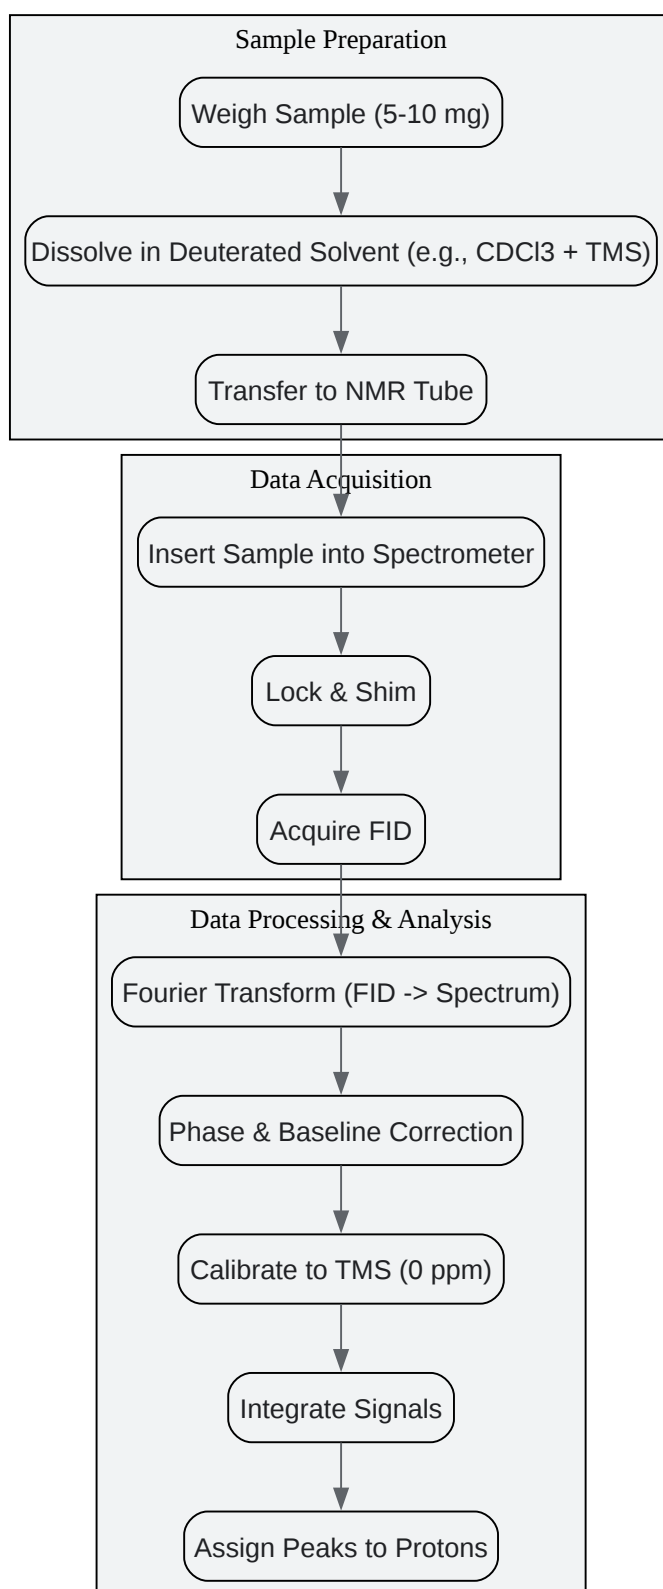 Sample Preparation
Weigh Sample (5-10 mg)
Dissolve in Deuterated Solvent (e.g., CDCl3 + TMS)
Transfer to NMR Tube
Data Acquisition
Insert Sample into Spectrometer
Lock & Shim
Acquire FID
Data Processing & Analysis
Fourier Transform (FID -> Spectrum)
Phase & Baseline Correction
Calibrate to TMS (0 ppm)
Integrate Signals
Assign Peaks to Protons